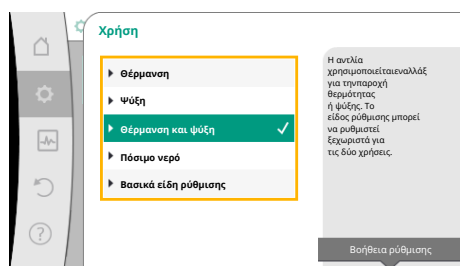 Χρήση
Θέρμανση
Ψύξη
Θέρμανση και ψύξη
Πόσιμο νερό
Βασικά είδη ρύθμισης
Η αντλία
χρησιμοποιείταιεναλλάξ
για τηνπαροχή
θερμότητας
ή ψύξης. Το
είδος ρύθμισης μπορεί
να ρυθμιστεί
ξεχωριστά για
τις δύο χρήσεις.
Βοήθεια ρύθμισης